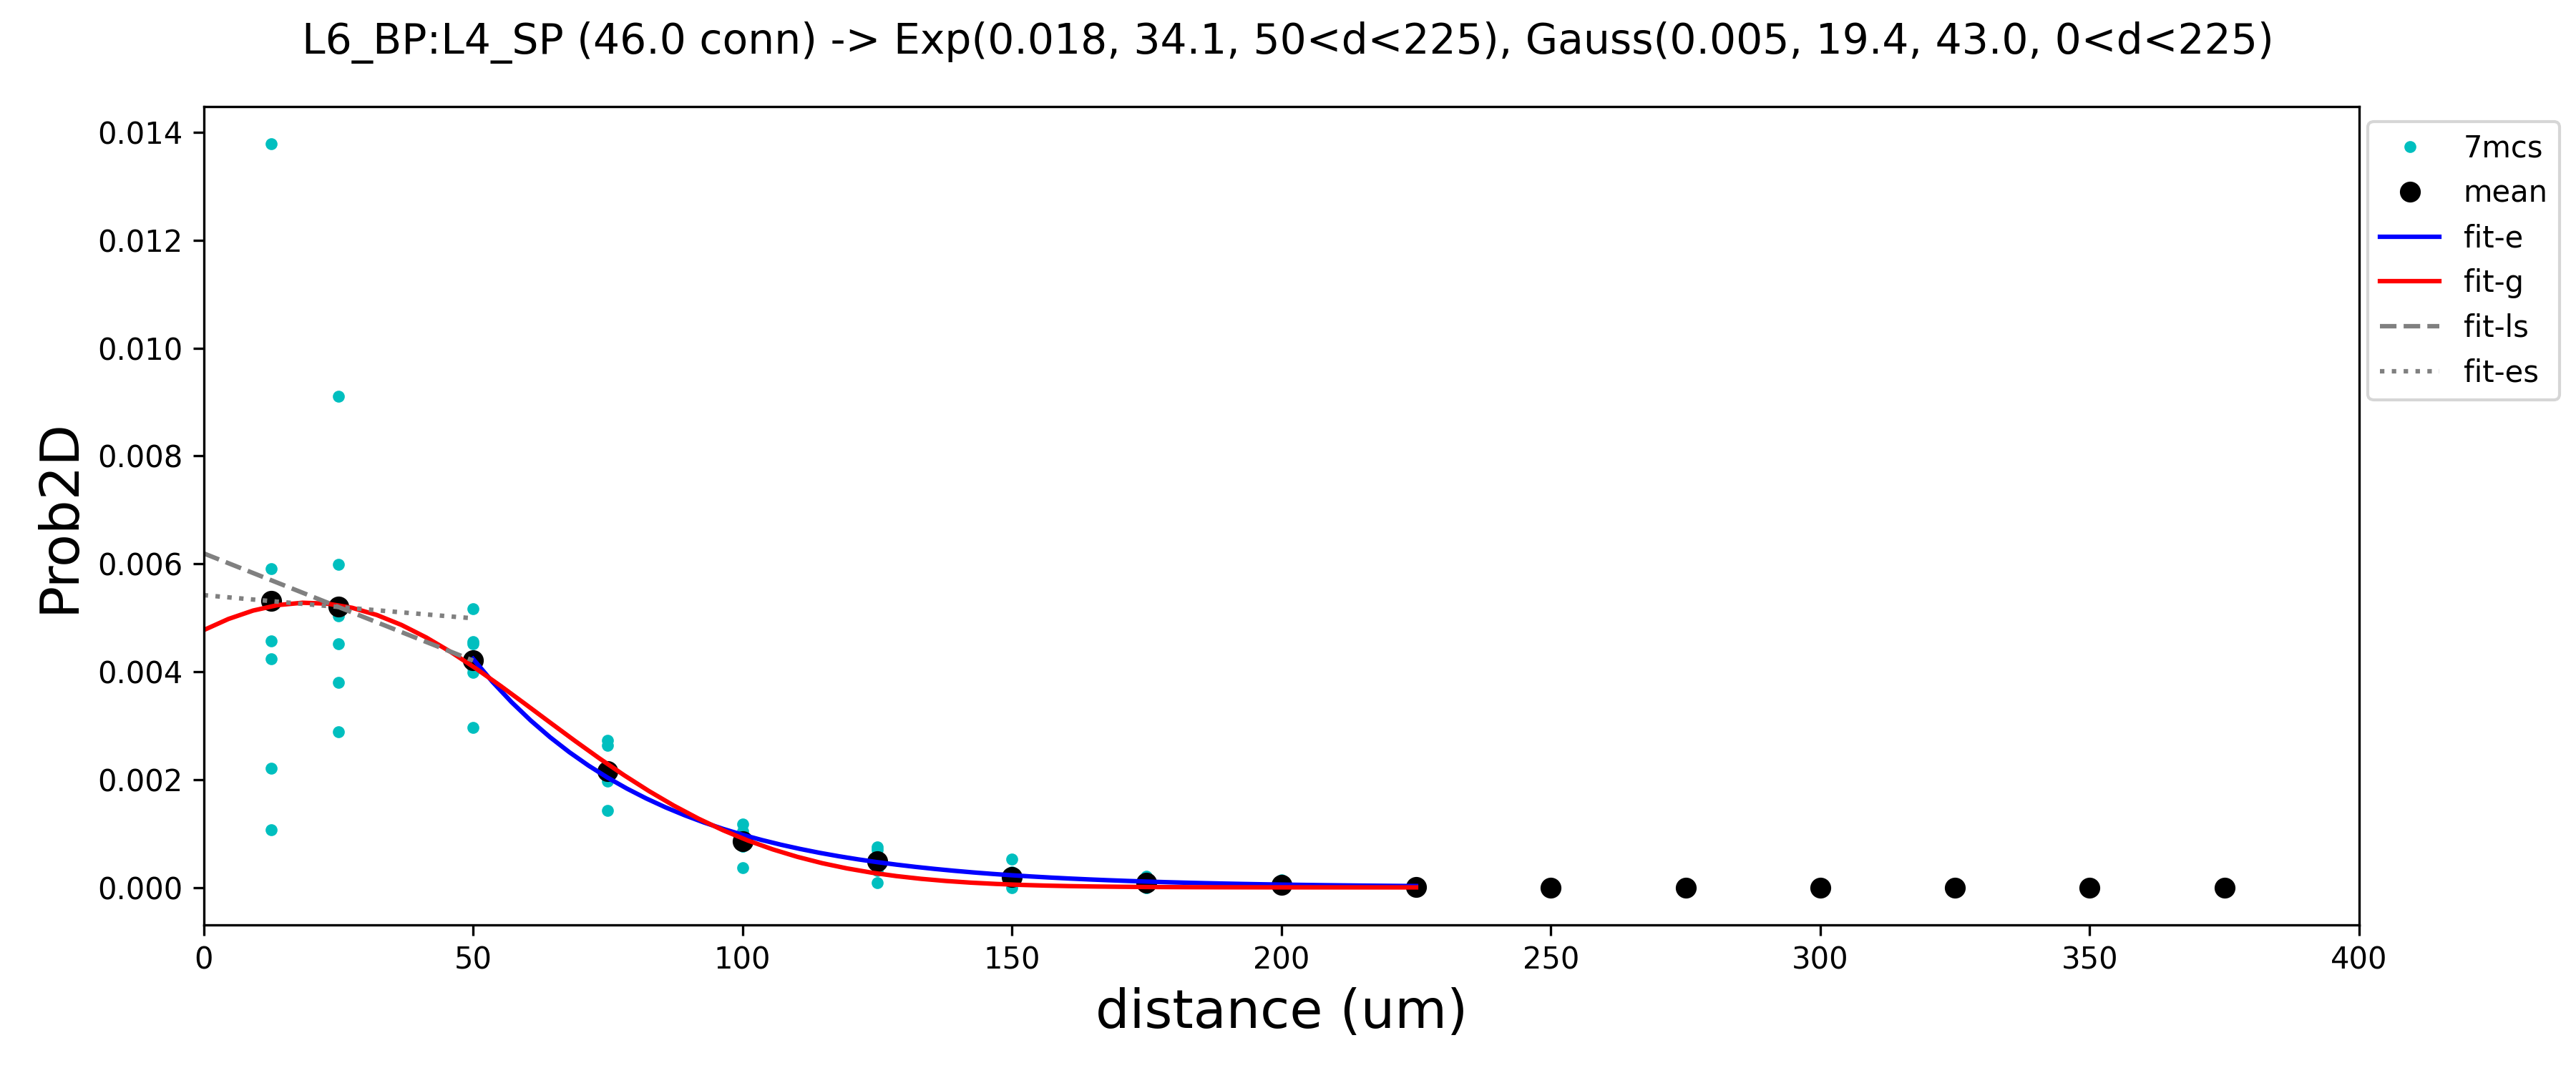 L6_BP:L4_SP (46.0 conn) -> Exp(0.018, 34.1, 50<d<225), Gauss(0.005, 19.4, 43.0, 0<d<225)
0.014
0.012
0.010
0.008
0.006
0.004
0.002
0.000
Prob2D
0 50 100 150 200 250 300 350 400
distance (um)
7mcs
mean
fit-e
fit-g
fit-ls
fit-es